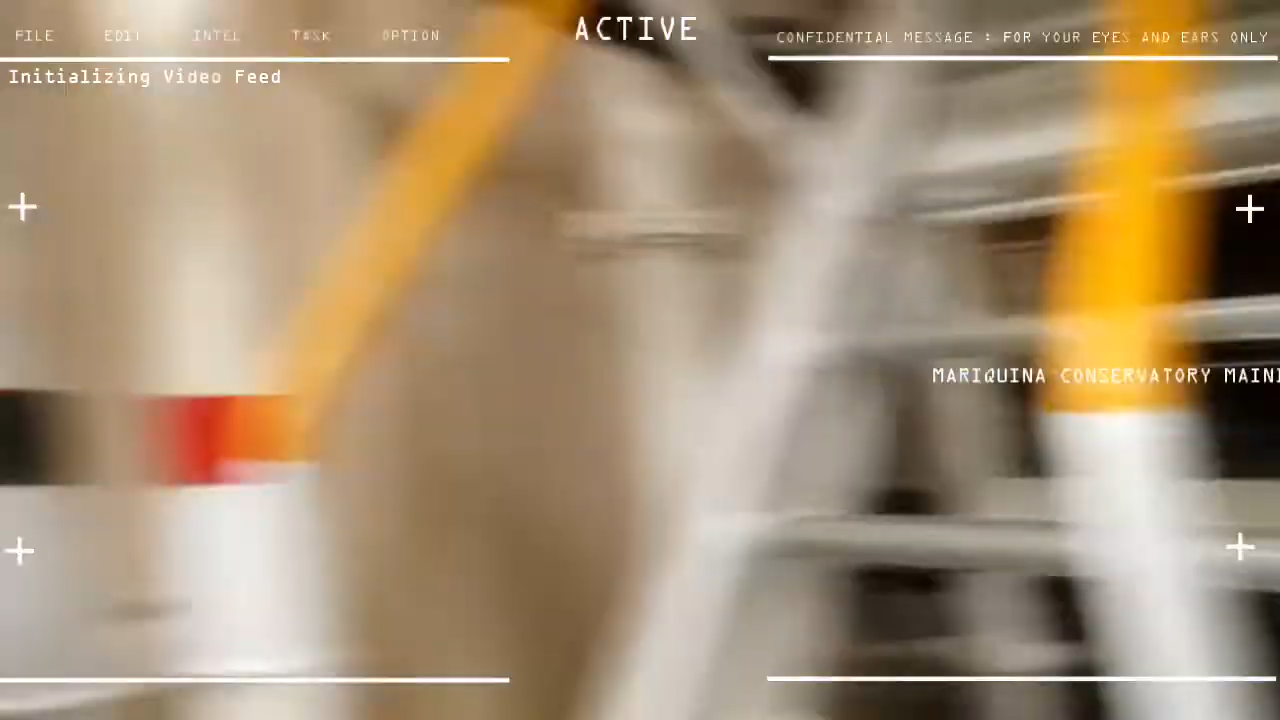 ACTIVE
FILE EDIT INTEL TASK OPTION
CONFIDENTIAL MESSAGE : FOR YOUR EYES AND EARS ONLY
Initializing Video Feed
MARIQUINA CONSERVATORY